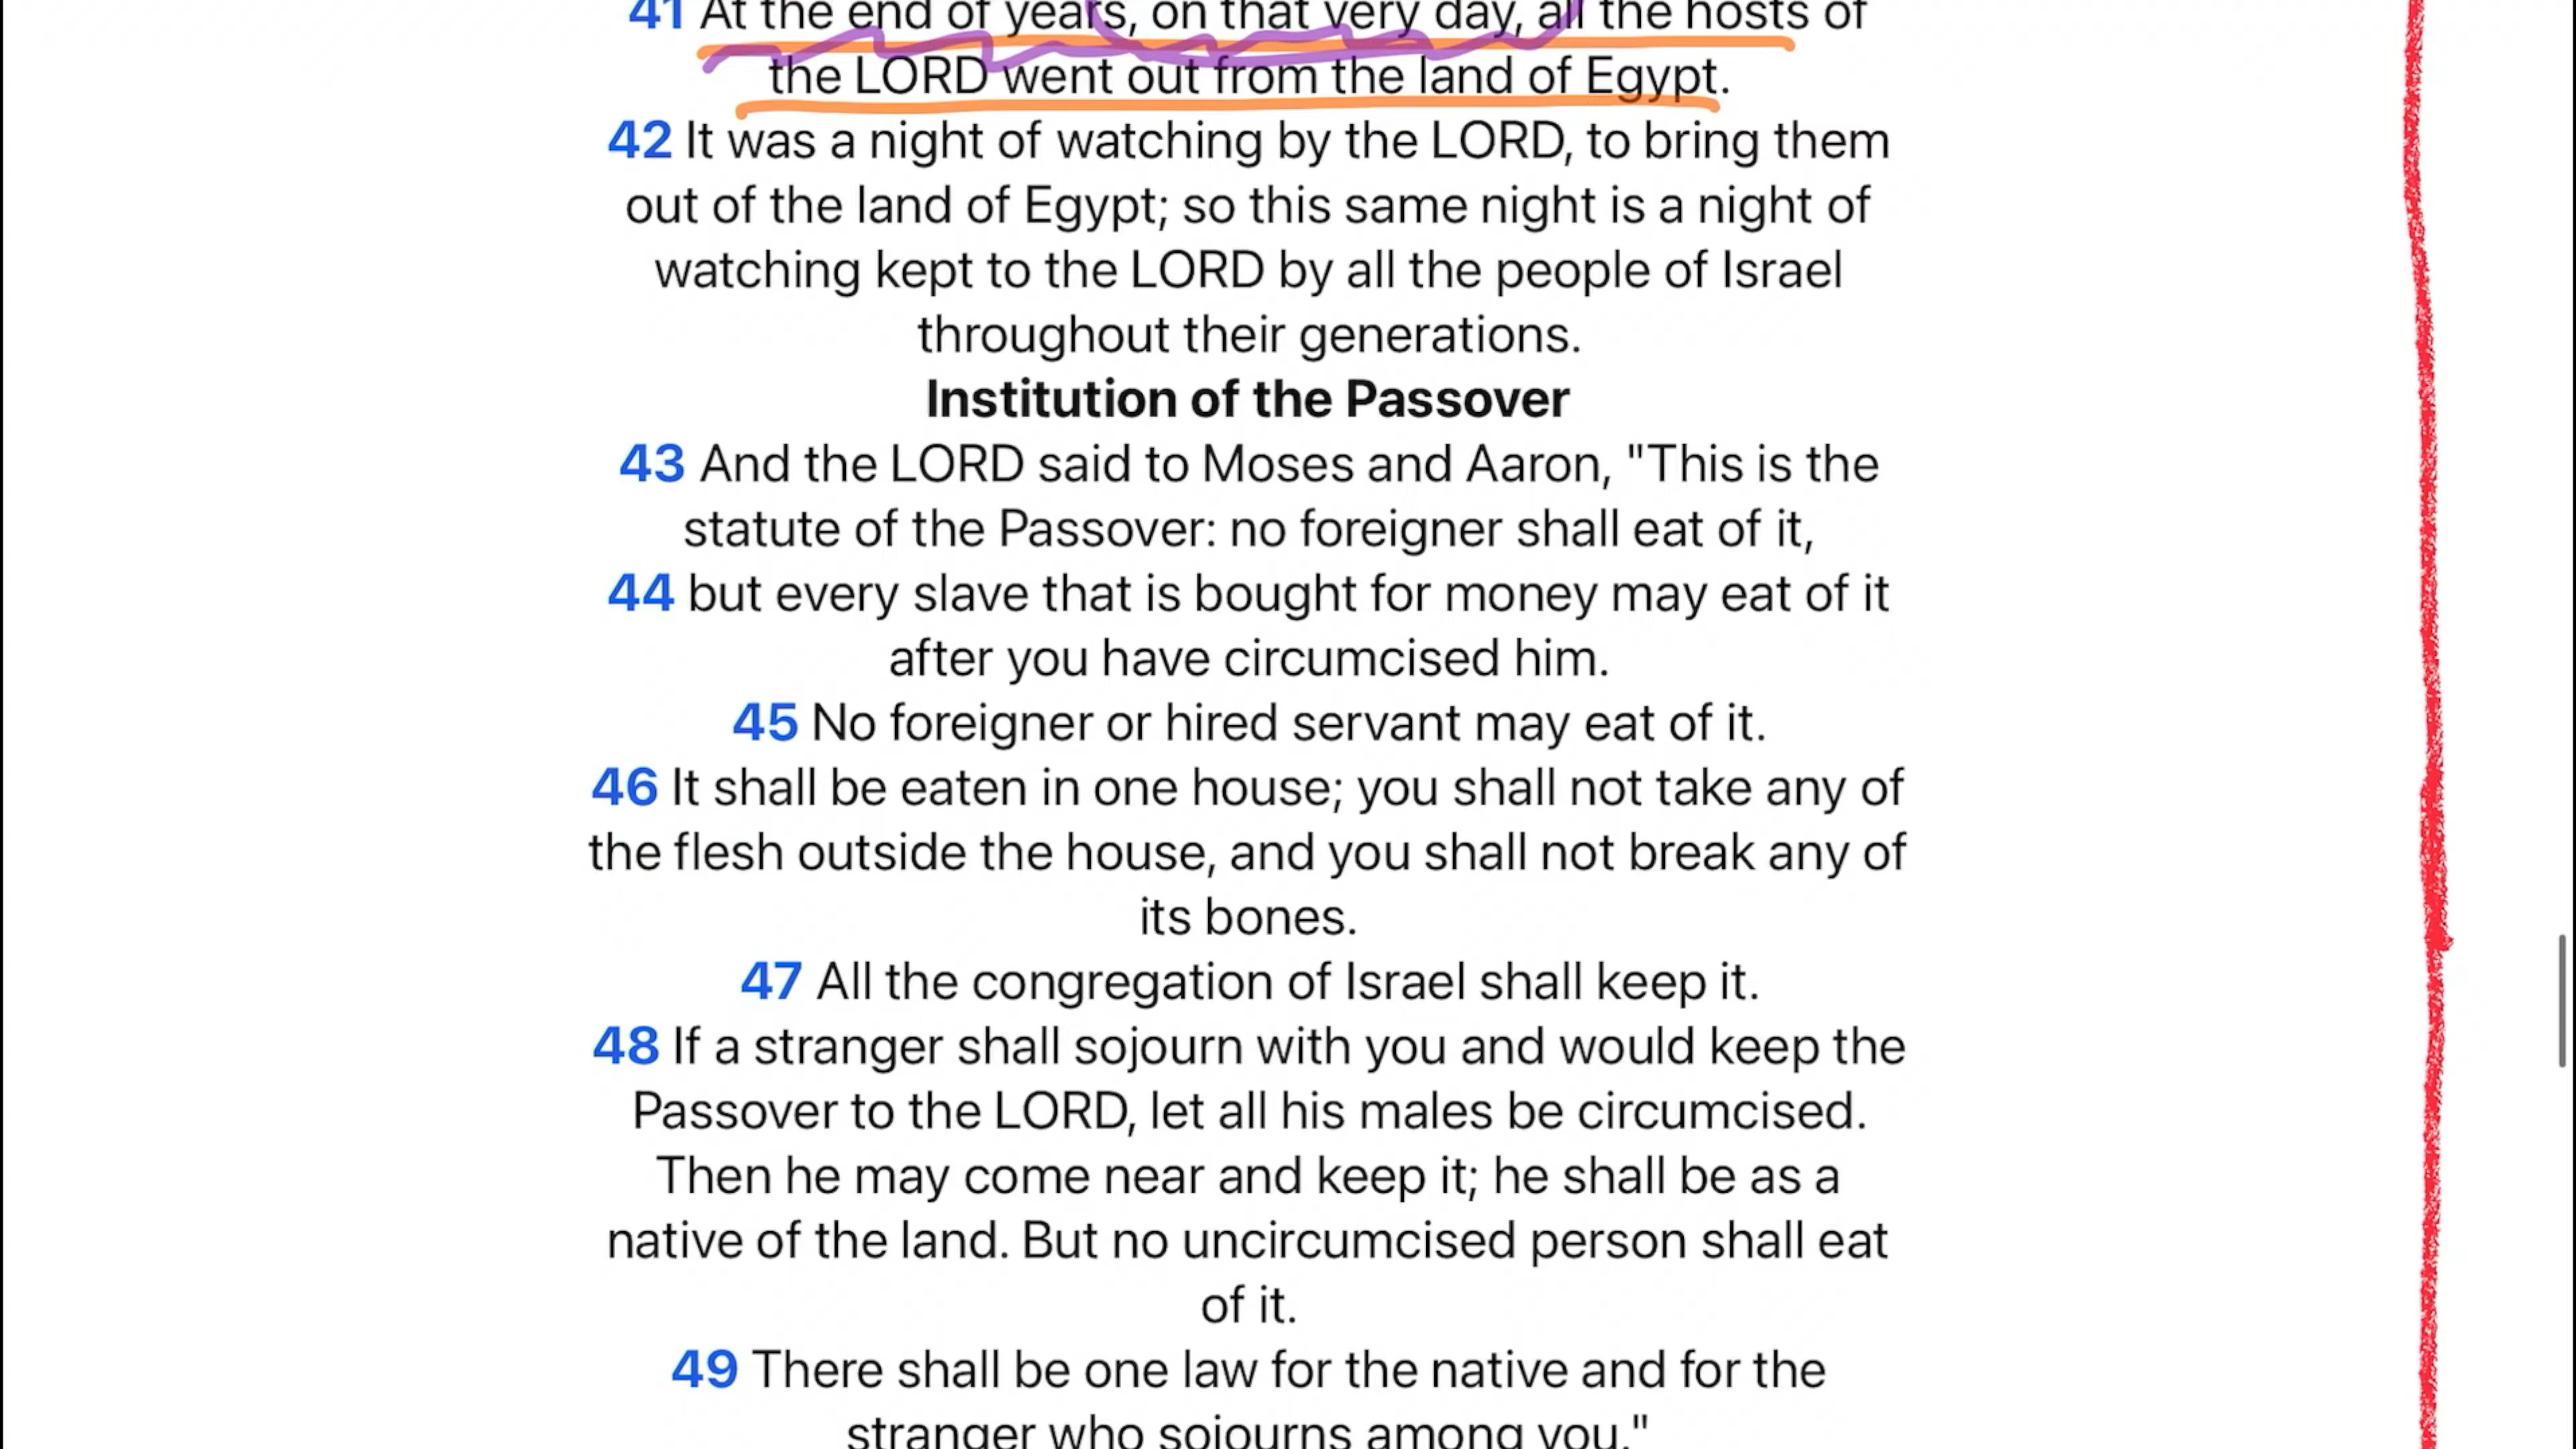 41 At the end of years, on that very day, all the hosts of
the LORD went out from the land of Egypt.
42 It was a night of watching by the LORD, to bring them
out of the land of Egypt; so this same night is a night of
watching kept to the LORD by all the people of Israel
throughout their generations.
Institution of the Passover
43 And the LORD said to Moses and Aaron, "This is the
statute of the Passover: no foreigner shall eat of it,
44 but every slave that is bought for money may eat of it
after you have circumcised him.
45 No foreigner or hired servant may eat of it.
46 It shall be eaten in one house; you shall not take any of
the flesh outside the house, and you shall not break any of
its bones.
47 All the congregation of Israel shall keep it.
48 If a stranger shall sojourn with you and would keep the
Passover to the LORD, let all his males be circumcised.
Then he may come near and keep it; he shall be as a
native of the land. But no uncircumcised person shall eat
of it.
49 There shall be one law for the native and for the
stranger who sojourns among you."